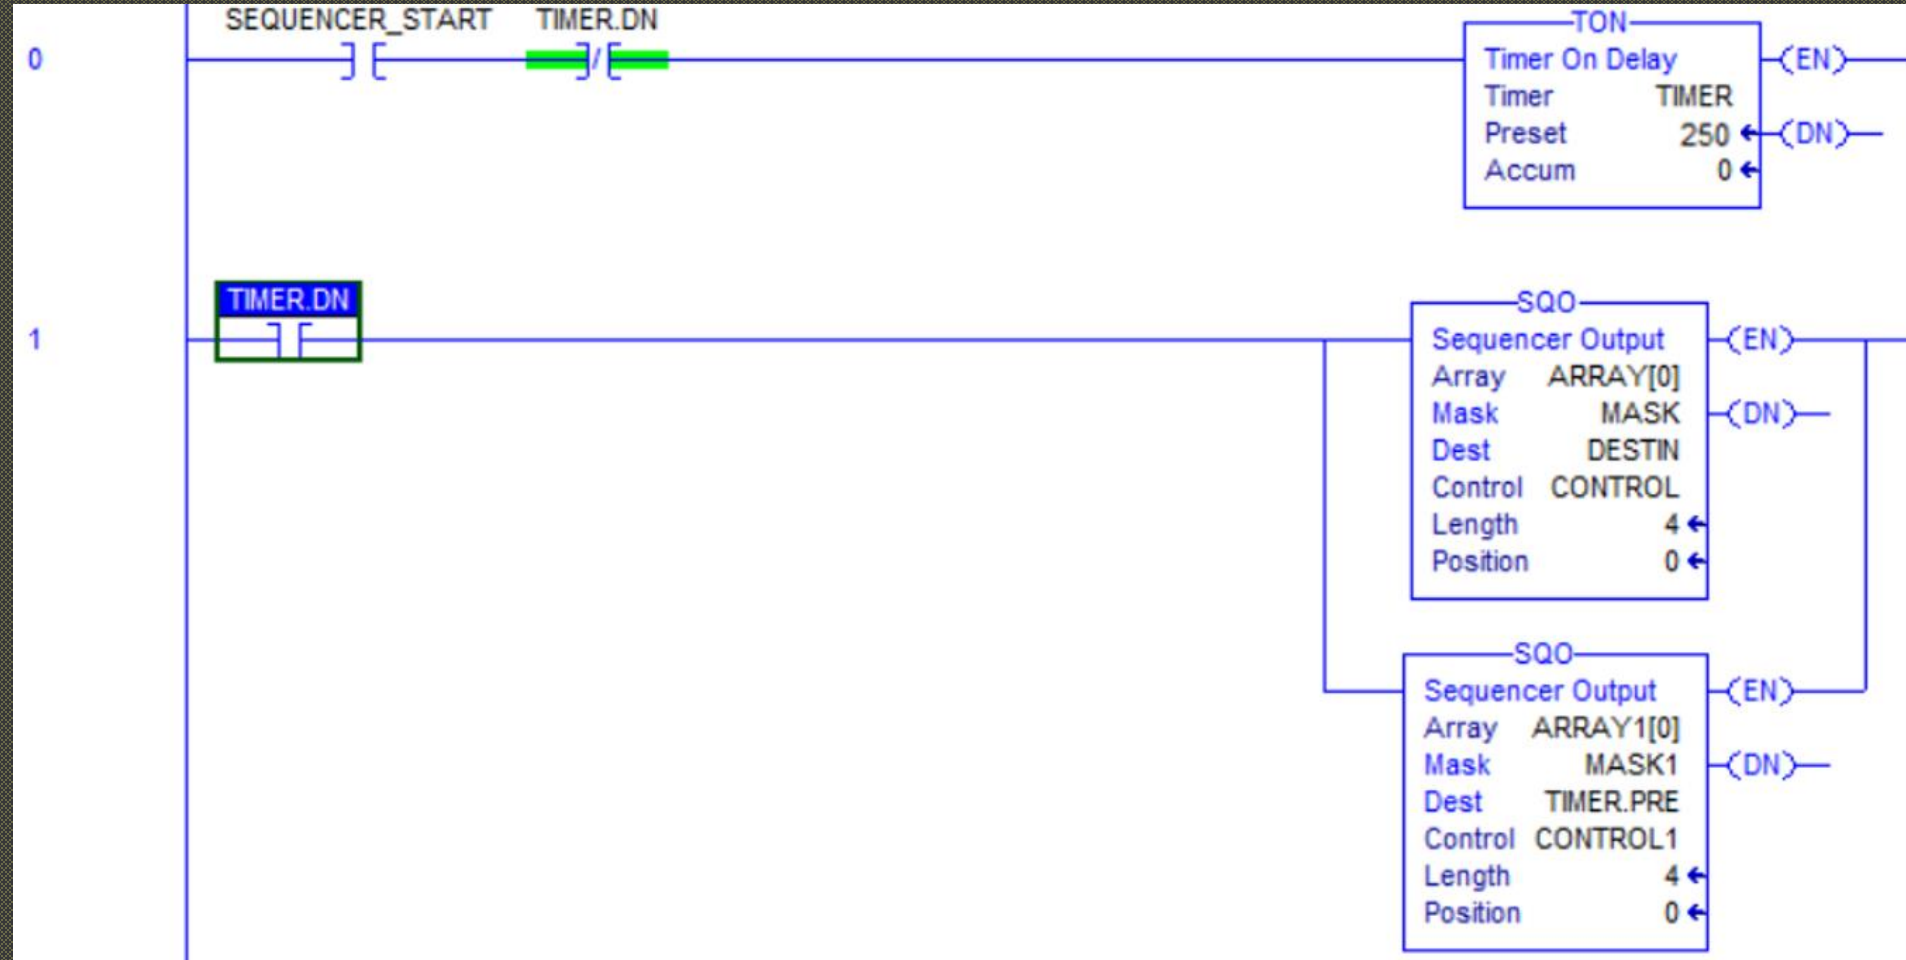 SEQUENCER_START TIMER.DN
0
TON
Timer On Delay
Timer TIMER
Preset 250
Accum 0
(EN)
(DN)
TIMER.DN
1
SQO
Sequencer Output
Array ARRAY[0]
Mask MASK
Dest DESTIN
Control CONTROL
Length 4
Position 0
(EN)
(DN)
SQO
Sequencer Output
Array ARRAY1[0]
Mask MASK1
Dest TIMER.PRE
Control CONTROL1
Length 4
Position 0
(EN)
(DN)